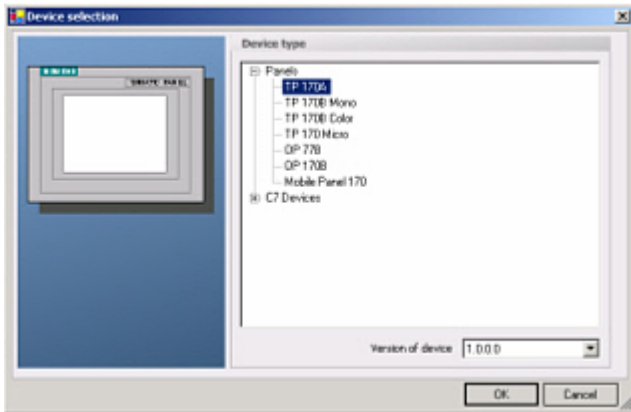 Device selection
Device type
SIEMENS
SIMATIC PANEL
Panels
TP 170A
TP 170B Mono
TP 170B Color
TP 170 Micro
OP 77B
OP 170B
Mobile Panel 170
C7 Devices
Version of device 1.0.0.0
OK
Cancel